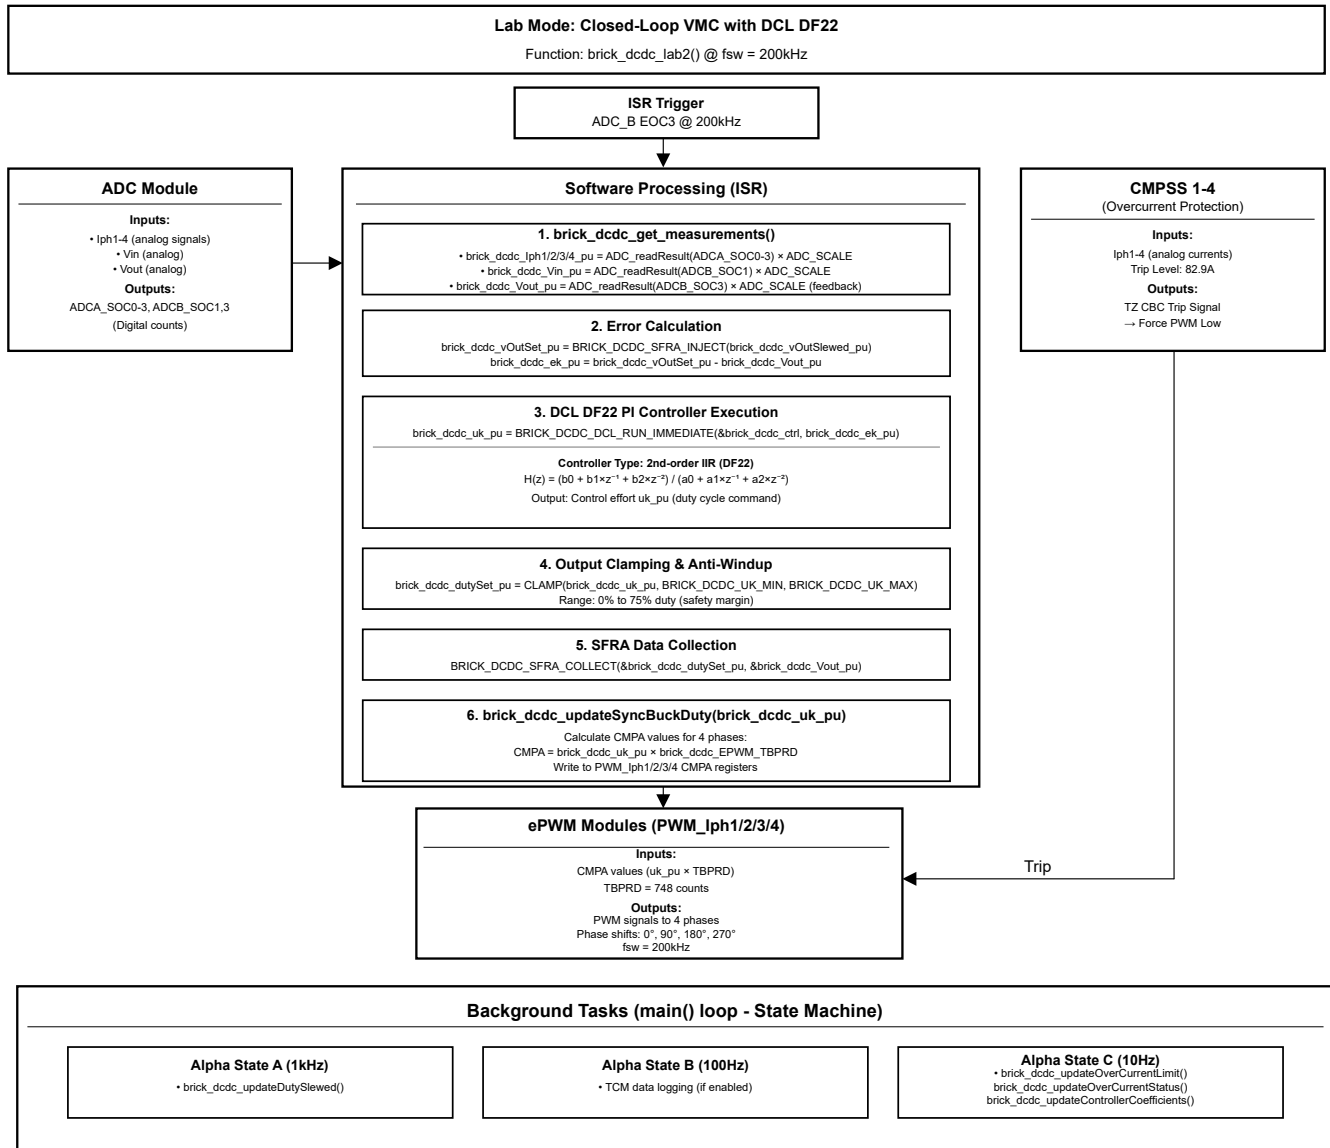 Lab Mode: Closed-Loop VMC with DCL DF22
Function: brick_dcdc_lab2() @ fsw = 200kHz
ISR Trigger
ADC_B EOC3 @ 200kHz
ADC Module
Inputs:
• Iph1-4 (analog signals)
• Vin (analog)
• Vout (analog)
Outputs:
ADCA_SOC0-3, ADCB_SOC1,3
(Digital counts)
Software Processing (ISR)
1. brick_dcdc_get_measurements()
• brick_dcdc_Iph1/2/3/4_pu = ADC_readResult(ADCA_SOC0-3) × ADC_SCALE
• brick_dcdc_Vin_pu = ADC_readResult(ADCB_SOC1) × ADC_SCALE
• brick_dcdc_Vout_pu = ADC_readResult(ADCB_SOC3) × ADC_SCALE (feedback)
2. Error Calculation
brick_dcdc_vOutSet_pu = BRICK_DCDC_SFRA_INJECT(brick_dcdc_vOutSlewed_pu)
brick_dcdc_ek_pu = brick_dcdc_vOutSet_pu - brick_dcdc_Vout_pu
3. DCL DF22 PI Controller Execution
brick_dcdc_uk_pu = BRICK_DCDC_DCL_RUN_IMMEDIATE(&brick_dcdc_ctrl, brick_dcdc_ek_pu)
Controller Type: 2nd-order IIR (DF22)
H(z) = (b0 + b1×z⁻¹ + b2×z⁻²) / (a0 + a1×z⁻¹ + a2×z⁻²)
Output: Control effort uk_pu (duty cycle command)
4. Output Clamping & Anti-Windup
brick_dcdc_dutySet_pu = CLAMP(brick_dcdc_uk_pu, BRICK_DCDC_UK_MIN, BRICK_DCDC_UK_MAX)
Range: 0% to 75% duty (safety margin)
5. SFRA Data Collection
BRICK_DCDC_SFRA_COLLECT(&brick_dcdc_dutySet_pu, &brick_dcdc_Vout_pu)
6. brick_dcdc_updateSyncBuckDuty(brick_dcdc_uk_pu)
Calculate CMPA values for 4 phases:
CMPA = brick_dcdc_uk_pu × brick_dcdc_EPWM_TBPRD
Write to PWM_Iph1/2/3/4 CMPA registers
CMPSS 1-4
(Overcurrent Protection)
Inputs:
Iph1-4 (analog currents)
Trip Level: 82.9A
Outputs:
TZ CBC Trip Signal
→ Force PWM Low
Trip
ePWM Modules (PWM_Iph1/2/3/4)
Inputs:
CMPA values (uk_pu × TBPRD)
TBPRD = 748 counts
Outputs:
PWM signals to 4 phases
Phase shifts: 0°, 90°, 180°, 270°
fsw = 200kHz
Background Tasks (main() loop - State Machine)
Alpha State A (1kHz)
• brick_dcdc_updateDutySlewed()
Alpha State B (100Hz)
• TCM data logging (if enabled)
Alpha State C (10Hz)
• brick_dcdc_updateOverCurrentLimit()
brick_dcdc_updateOverCurrentStatus()
brick_dcdc_updateControllerCoefficients()